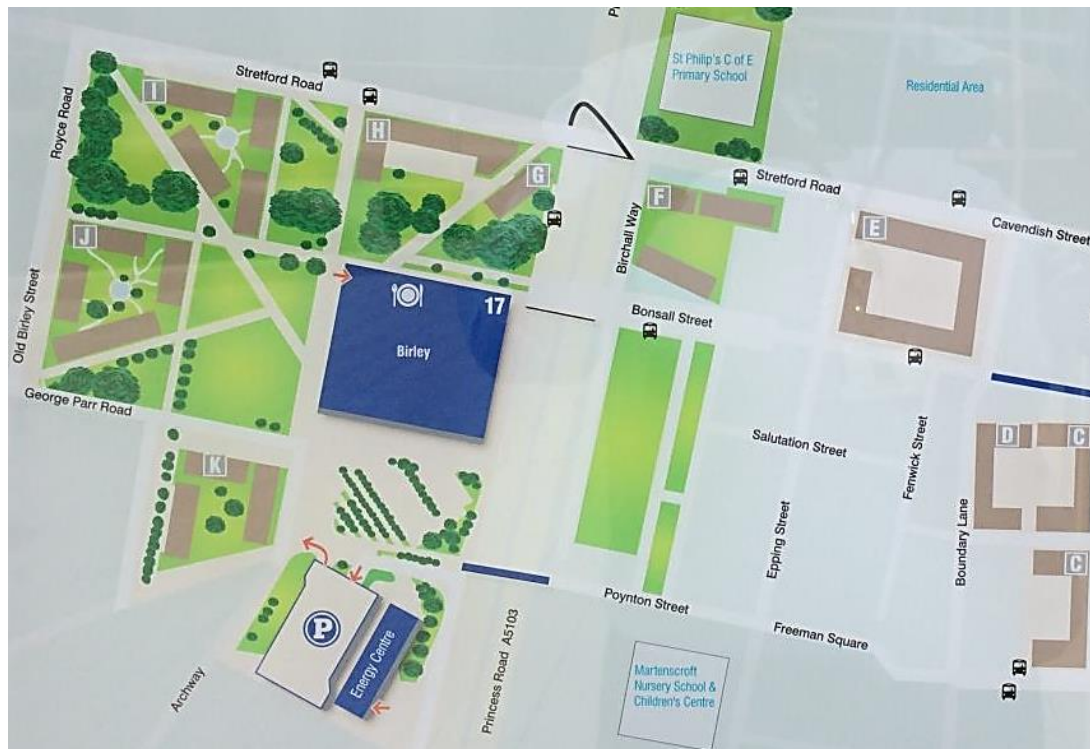 P
St Philip's C of E
Primary School
Residential Area
Stretford Road
Royce Road
I
H
G
Stretford Road
F
E
Cavendish Street
J
Birchall Way
Old Birley Street
17
Birley
Bonsall Street
George Parr Road
Salutation Street
Fenwick Street
D
C
K
Epping Street
Boundary Lane
C
P
Energy Centre
Poynton Street
Freeman Square
Archway
Princess Road A5103
Martenscroft
Nursery School &
Children's Centre